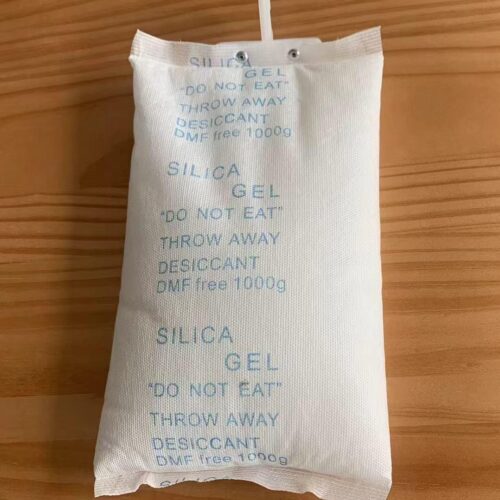 SILICA
GEL
"DO NOT EAT"
THROW AWAY
DESICCANT
DMF free 1000g
SILICA
GEL
"DO NOT EAT"
THROW AWAY
DESICCANT
DMF free 1000g
SILICA
GEL
"DO NOT EAT"
THROW AWAY
DESICCANT
DMF free 1000g
SILICA